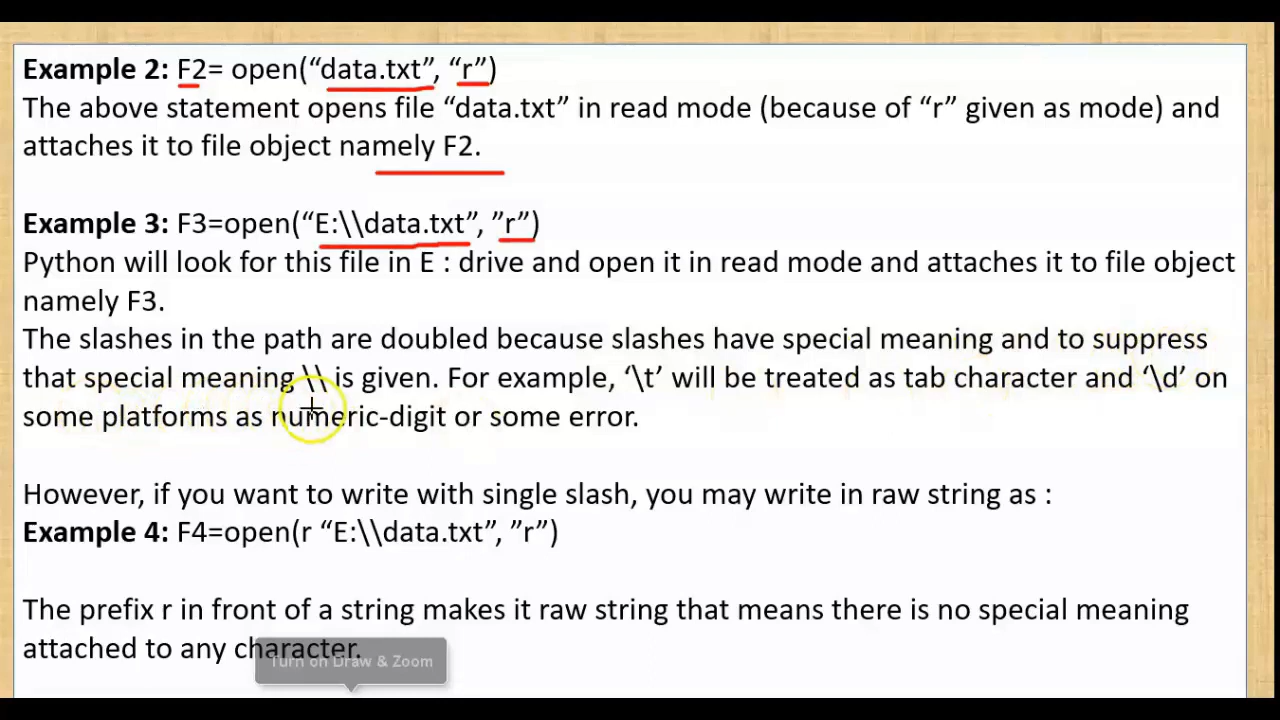 Example 2: F2= open(“data.txt”, “r”)
The above statement opens file “data.txt” in read mode (because of “r” given as mode) and
attaches it to file object namely F2.
Example 3: F3=open(“E:\\data.txt”, ”r”)
Python will look for this file in E : drive and open it in read mode and attaches it to file object
namely F3.
The slashes in the path are doubled because slashes have special meaning and to suppress
that special meaning \\ is given. For example, ‘\t’ will be treated as tab character and ‘\d’ on
some platforms as numeric-digit or some error.
However, if you want to write with single slash, you may write in raw string as :
Example 4: F4=open(r “E:\\data.txt”, ”r”)
The prefix r in front of a string makes it raw string that means there is no special meaning
attached to any character.
Turn on Draw & Zoom